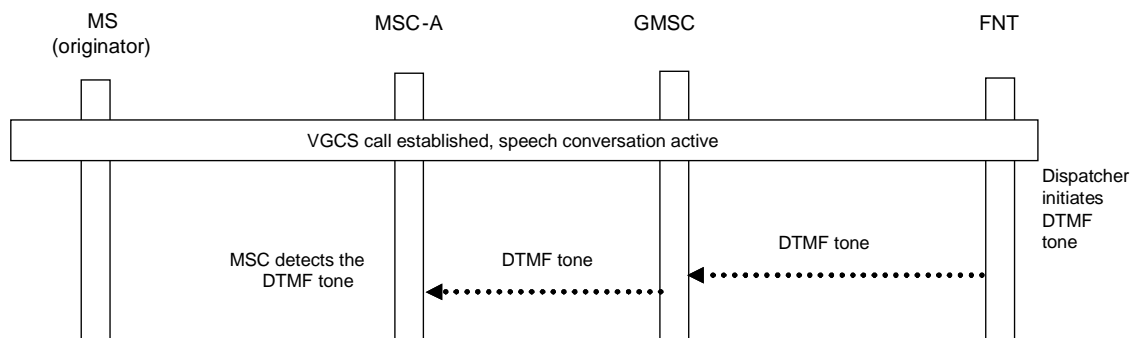 MS
(originator)
MSC-A
GMSC
FNT
VGCS call established, speech conversation active
Dispatcher
initiates
DTMF
tone
MSC detects the
DTMF tone
DTMF tone
DTMF tone